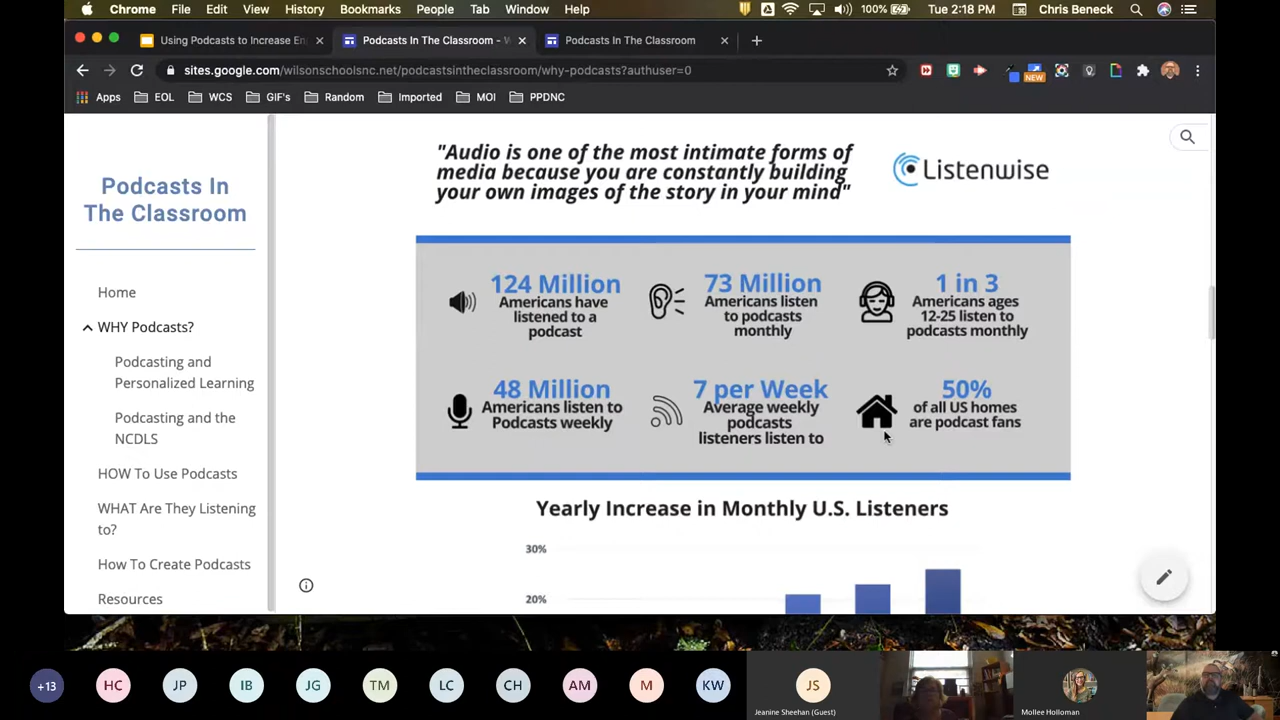 Chrome File Edit View History Bookmarks People Tab Window Help 100% Tue 2:18 PM Chris Beneck
Using Podcasts to Increase En
Podcasts In The Classroom - W
Podcasts In The Classroom
sites.google.com/wilsonschoolsnc.net/podcastsintheclassroom/why-podcasts?authuser=0
NEW
Apps EOL WCS GIF's Random Imported MOI PPDNC
Podcasts In
The Classroom
Home
WHY Podcasts?
Podcasting and
Personalized Learning
Podcasting and the
NCDLS
HOW To Use Podcasts
WHAT Are They Listening
to?
How To Create Podcasts
Resources
"Audio is one of the most intimate forms of
media because you are constantly building
your own images of the story in your mind"
Listenwise
124 Million
Americans have
listened to a
podcast
73 Million
Americans listen
to podcasts
monthly
1 in 3
Americans ages
12-25 listen to
podcasts monthly
48 Million
Americans listen to
Podcasts weekly
7 per Week
Average weekly
podcasts
listeners listen to
50%
of all US homes
are podcast fans
Yearly Increase in Monthly U.S. Listeners
30%
20%
+13 HC JP IB JG TM LC CH AM M KW JS
Jeanine Sheehan (Guest)
Mollee Holloman